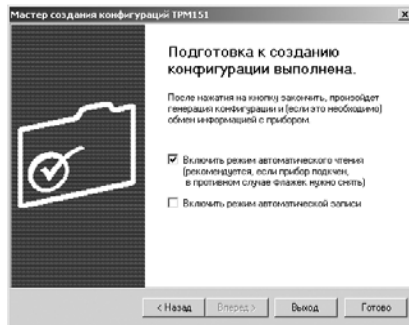 Мастер создания конфигураций ТРМ151
Подготовка к созданию
конфигурации выполнена.
После нажатия на кнопку закончить, произойдет
генерация конфигурации и (если это необходимо)
обмен информацией с прибором.
Включить режим автоматического чтения
(рекомендуется, если прибор подкчен,
в противном случае флажек нужно снять)
Включить режим автоматической записи
< Назад
Вперед >
Выход
Готово